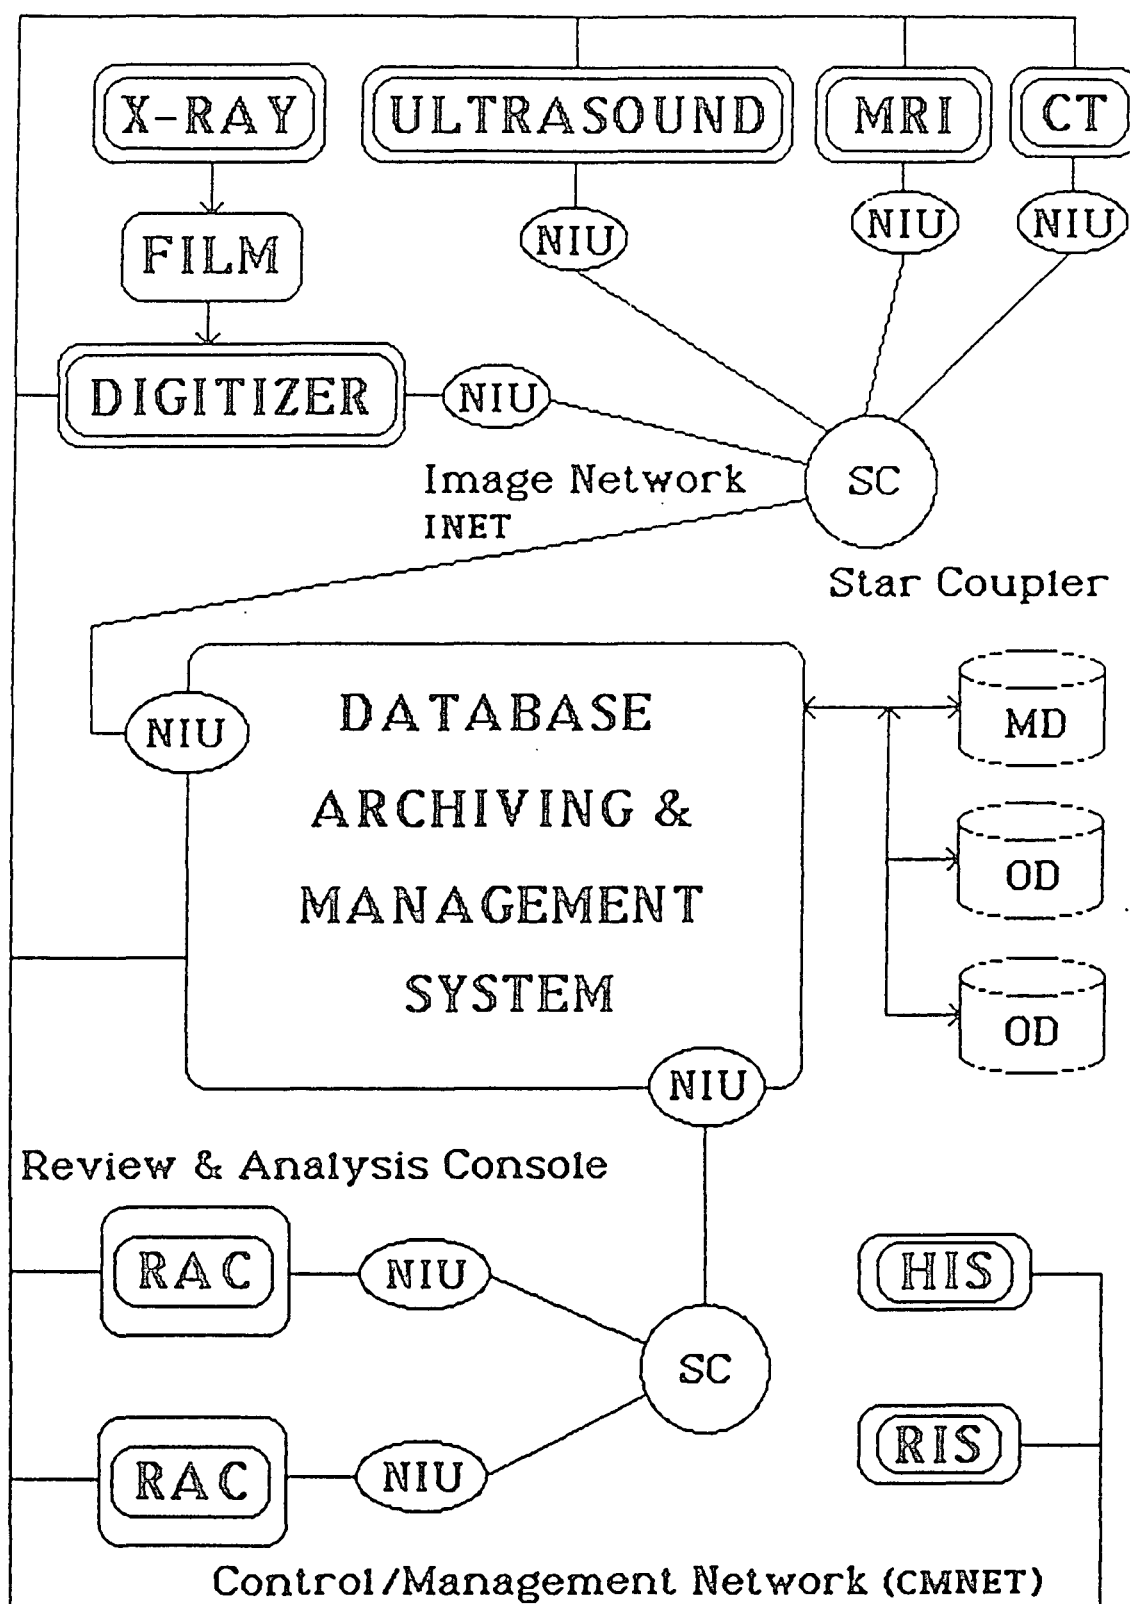 X-RAY
ULTRASOUND
MRI
CT
NIU
NIU
NIU
FILM
DIGITIZER
NIU
SC
Image Network
INET
Star Coupler
NIU
DATABASE
ARCHIVING &
MANAGEMENT
SYSTEM
MD
OD
OD
NIU
Review & Analysis Console
RAC
NIU
HIS
SC
RAC
NIU
RIS
Control/Management Network (CMNET)